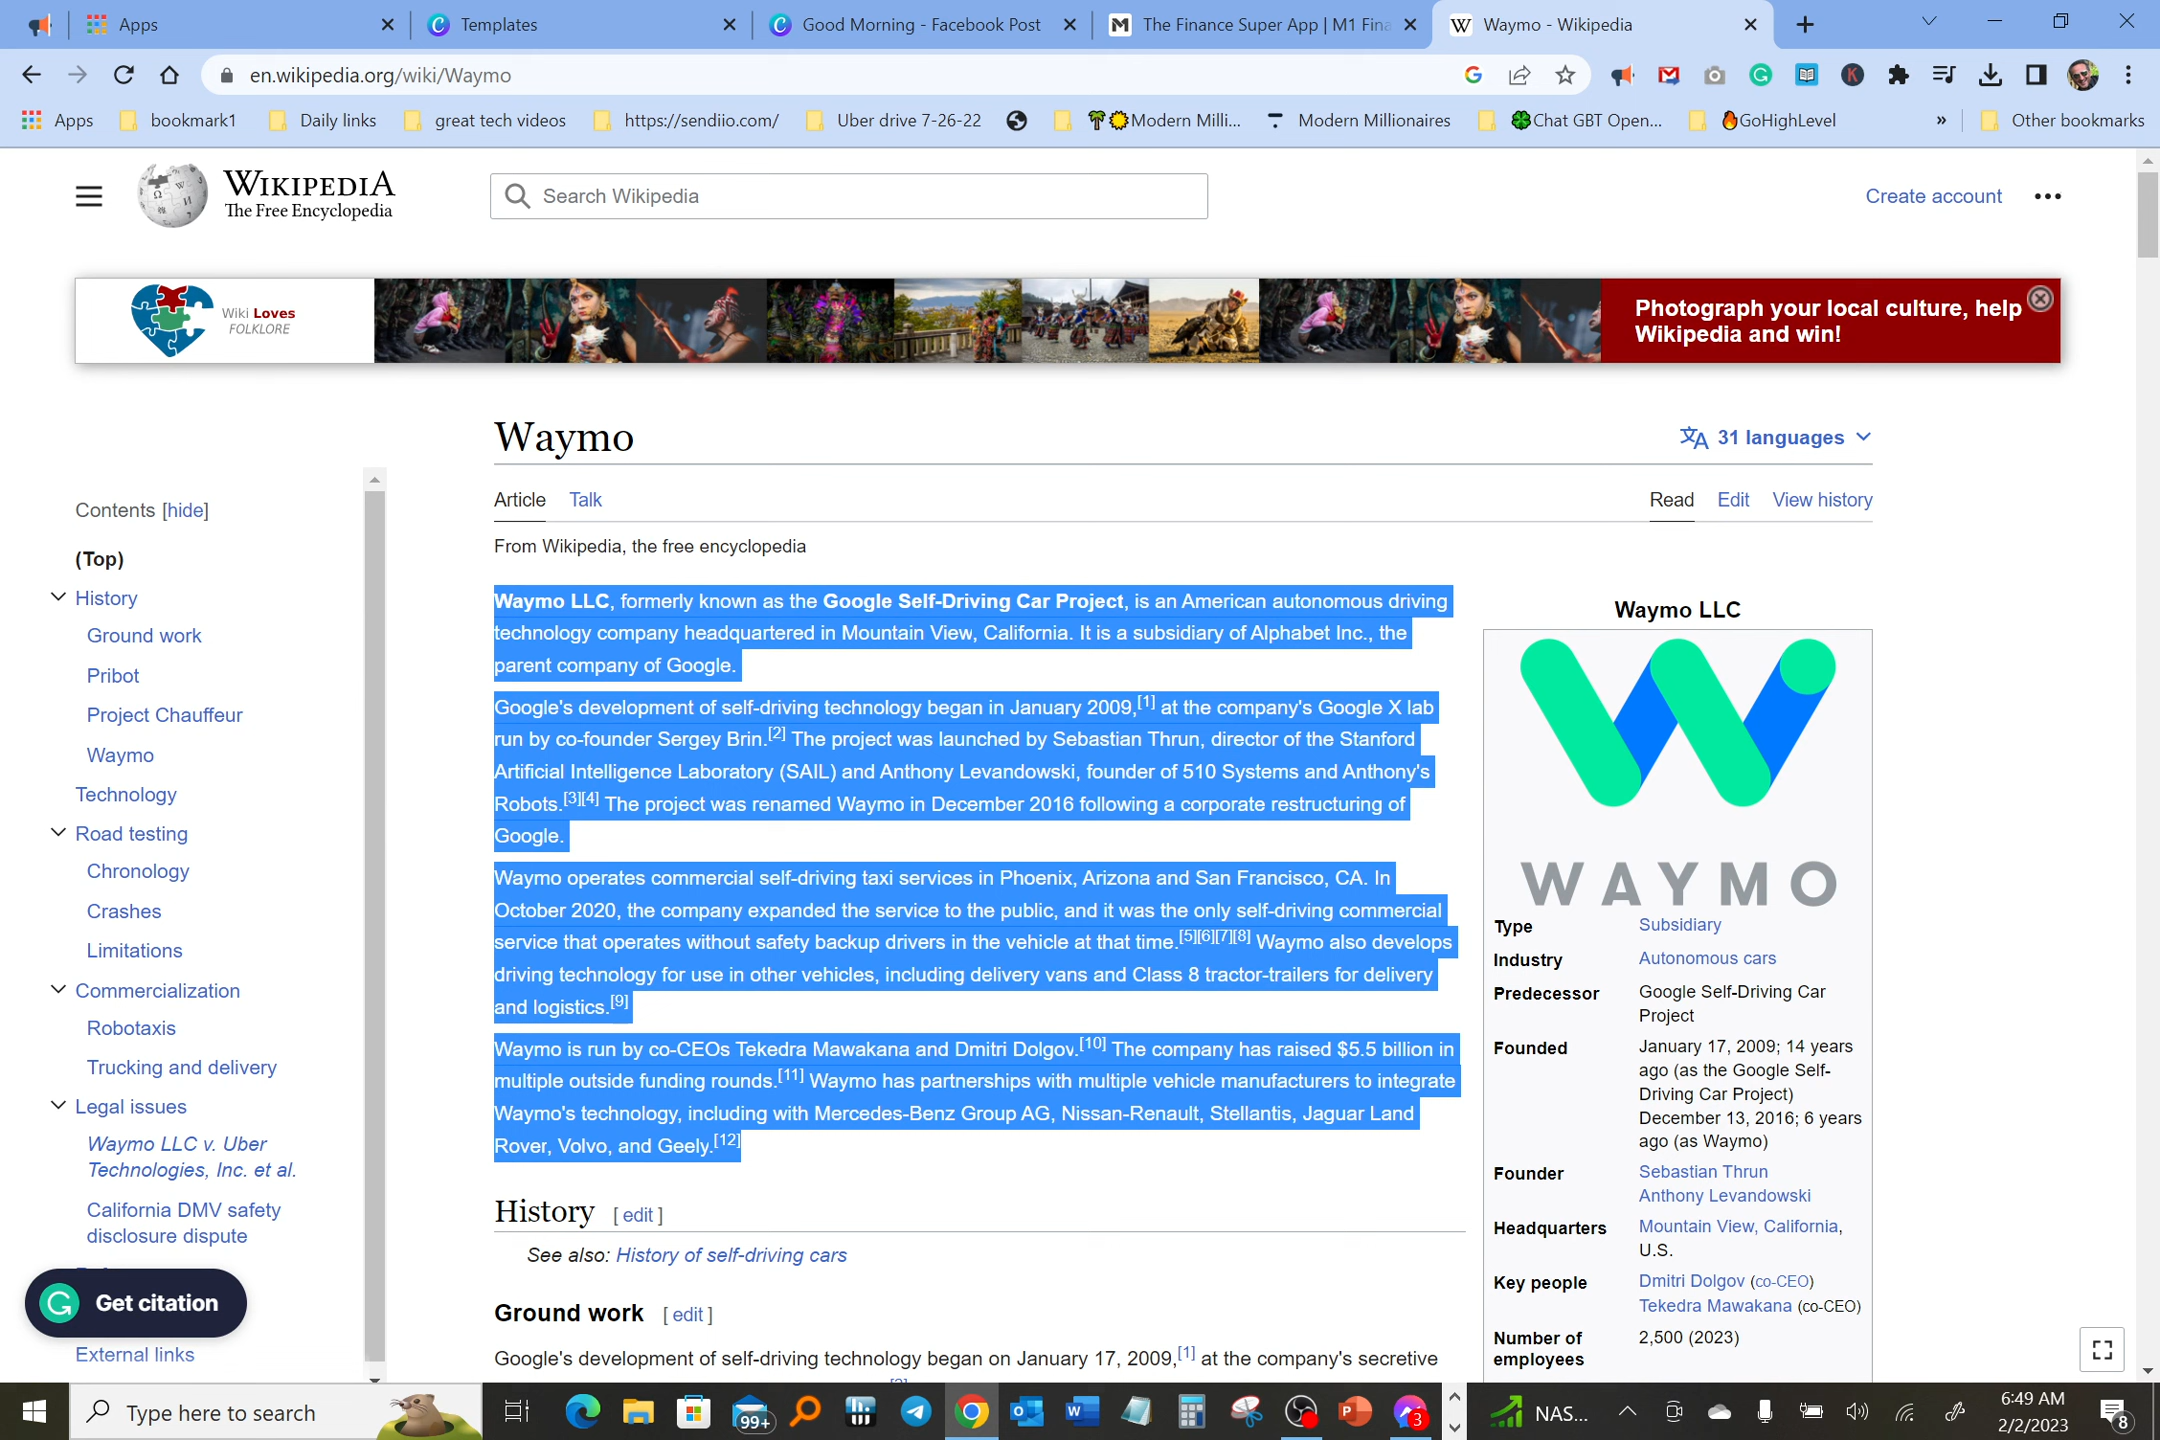 Apps
Templates
Good Morning - Facebook Post
The Finance Super App | M1 Fina
Waymo - Wikipedia
en.wikipedia.org/wiki/Waymo
Apps
bookmark1
Daily links
great tech videos
https://sendiio.com/
Uber drive 7-26-22
Modern Milli...
Modern Millionaires
Chat GBT Open...
GoHighLevel
»
Other bookmarks
WIKIPEDIA
The Free Encyclopedia
Search Wikipedia
Create account
Wiki Loves
FOLKLORE
Photograph your local culture, help
Wikipedia and win!
Waymo
31 languages
Article Talk
Read Edit View history
From Wikipedia, the free encyclopedia
Contents [hide]
(Top)
History
Ground work
Pribot
Project Chauffeur
Waymo
Technology
Road testing
Chronology
Crashes
Limitations
Commercialization
Robotaxis
Trucking and delivery
Legal issues
Waymo LLC v. Uber
Technologies, Inc. et al.
California DMV safety
disclosure dispute
Get citation
External links
Waymo LLC, formerly known as the Google Self-Driving Car Project, is an American autonomous driving
technology company headquartered in Mountain View, California. It is a subsidiary of Alphabet Inc., the
parent company of Google.
Google's development of self-driving technology began in January 2009,[1] at the company's Google X lab
run by co-founder Sergey Brin.[2] The project was launched by Sebastian Thrun, director of the Stanford
Artificial Intelligence Laboratory (SAIL) and Anthony Levandowski, founder of 510 Systems and Anthony's
Robots.[3][4] The project was renamed Waymo in December 2016 following a corporate restructuring of
Google.
Waymo operates commercial self-driving taxi services in Phoenix, Arizona and San Francisco, CA. In
October 2020, the company expanded the service to the public, and it was the only self-driving commercial
service that operates without safety backup drivers in the vehicle at that time.[5][6][7][8] Waymo also develops
driving technology for use in other vehicles, including delivery vans and Class 8 tractor-trailers for delivery
and logistics.[9]
Waymo is run by co-CEOs Tekedra Mawakana and Dmitri Dolgov.[10] The company has raised $5.5 billion in
multiple outside funding rounds.[11] Waymo has partnerships with multiple vehicle manufacturers to integrate
Waymo's technology, including with Mercedes-Benz Group AG, Nissan-Renault, Stellantis, Jaguar Land
Rover, Volvo, and Geely.[12]
History [ edit ]
See also: History of self-driving cars
Ground work [ edit ]
Google's development of self-driving technology began on January 17, 2009,[1] at the company's secretive
Waymo LLC
WAYMO
Type Subsidiary
Industry Autonomous cars
Predecessor Google Self-Driving Car
Project
Founded January 17, 2009; 14 years
ago (as the Google Self-
Driving Car Project)
December 13, 2016; 6 years
ago (as Waymo)
Founder Sebastian Thrun
Anthony Levandowski
Headquarters Mountain View, California,
U.S.
Key people Dmitri Dolgov (co-CEO)
Tekedra Mawakana (co-CEO)
Number of 2,500 (2023)
employees
Type here to search
99+
3
NAS...
6:49 AM
2/2/2023
8